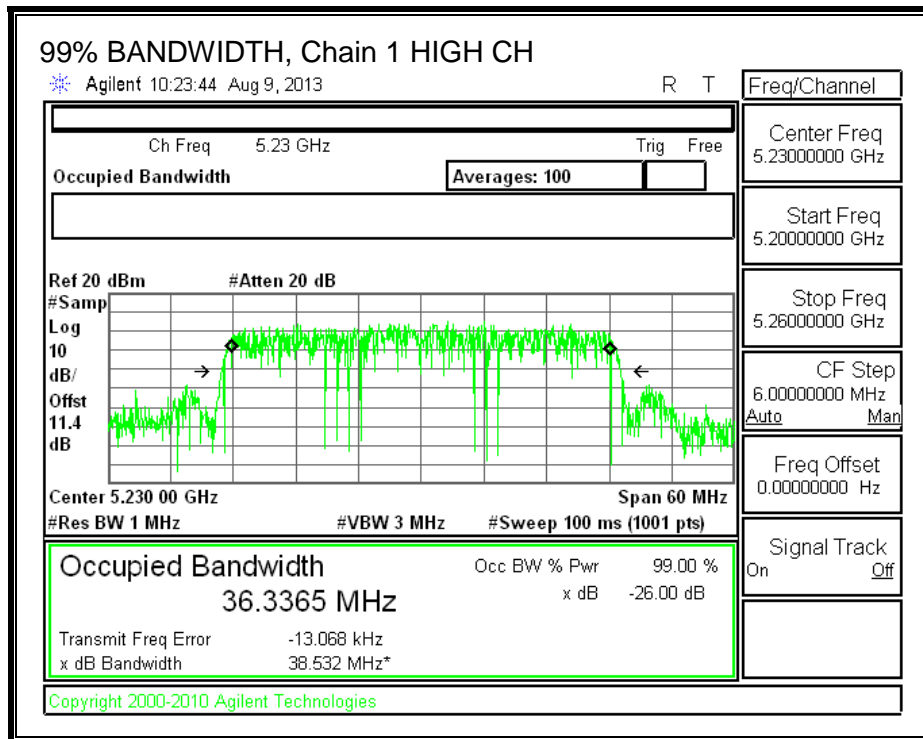 99% BANDWIDTH, Chain 1 HIGH CH
Agilent 10:23:44 Aug 9, 2013 R T
Ch Freq 5.23 GHz Trig Free
Occupied Bandwidth Averages: 100
Ref 20 dBm #Atten 20 dB
#Samp
Log
10
dB/
Offst
11.4
dB
Center 5.230 00 GHz Span 60 MHz
#Res BW 1 MHz #VBW 3 MHz #Sweep 100 ms (1001 pts)
Occupied Bandwidth Occ BW % Pwr 99.00 %
36.3365 MHz x dB -26.00 dB
Transmit Freq Error -13.068 kHz
x dB Bandwidth 38.532 MHz*
Copyright 2000-2010 Agilent Technologies
Freq/Channel
Center Freq
5.23000000 GHz
Start Freq
5.20000000 GHz
Stop Freq
5.26000000 GHz
CF Step
6.00000000 MHz
Auto Man
Freq Offset
0.00000000 Hz
Signal Track
On Off